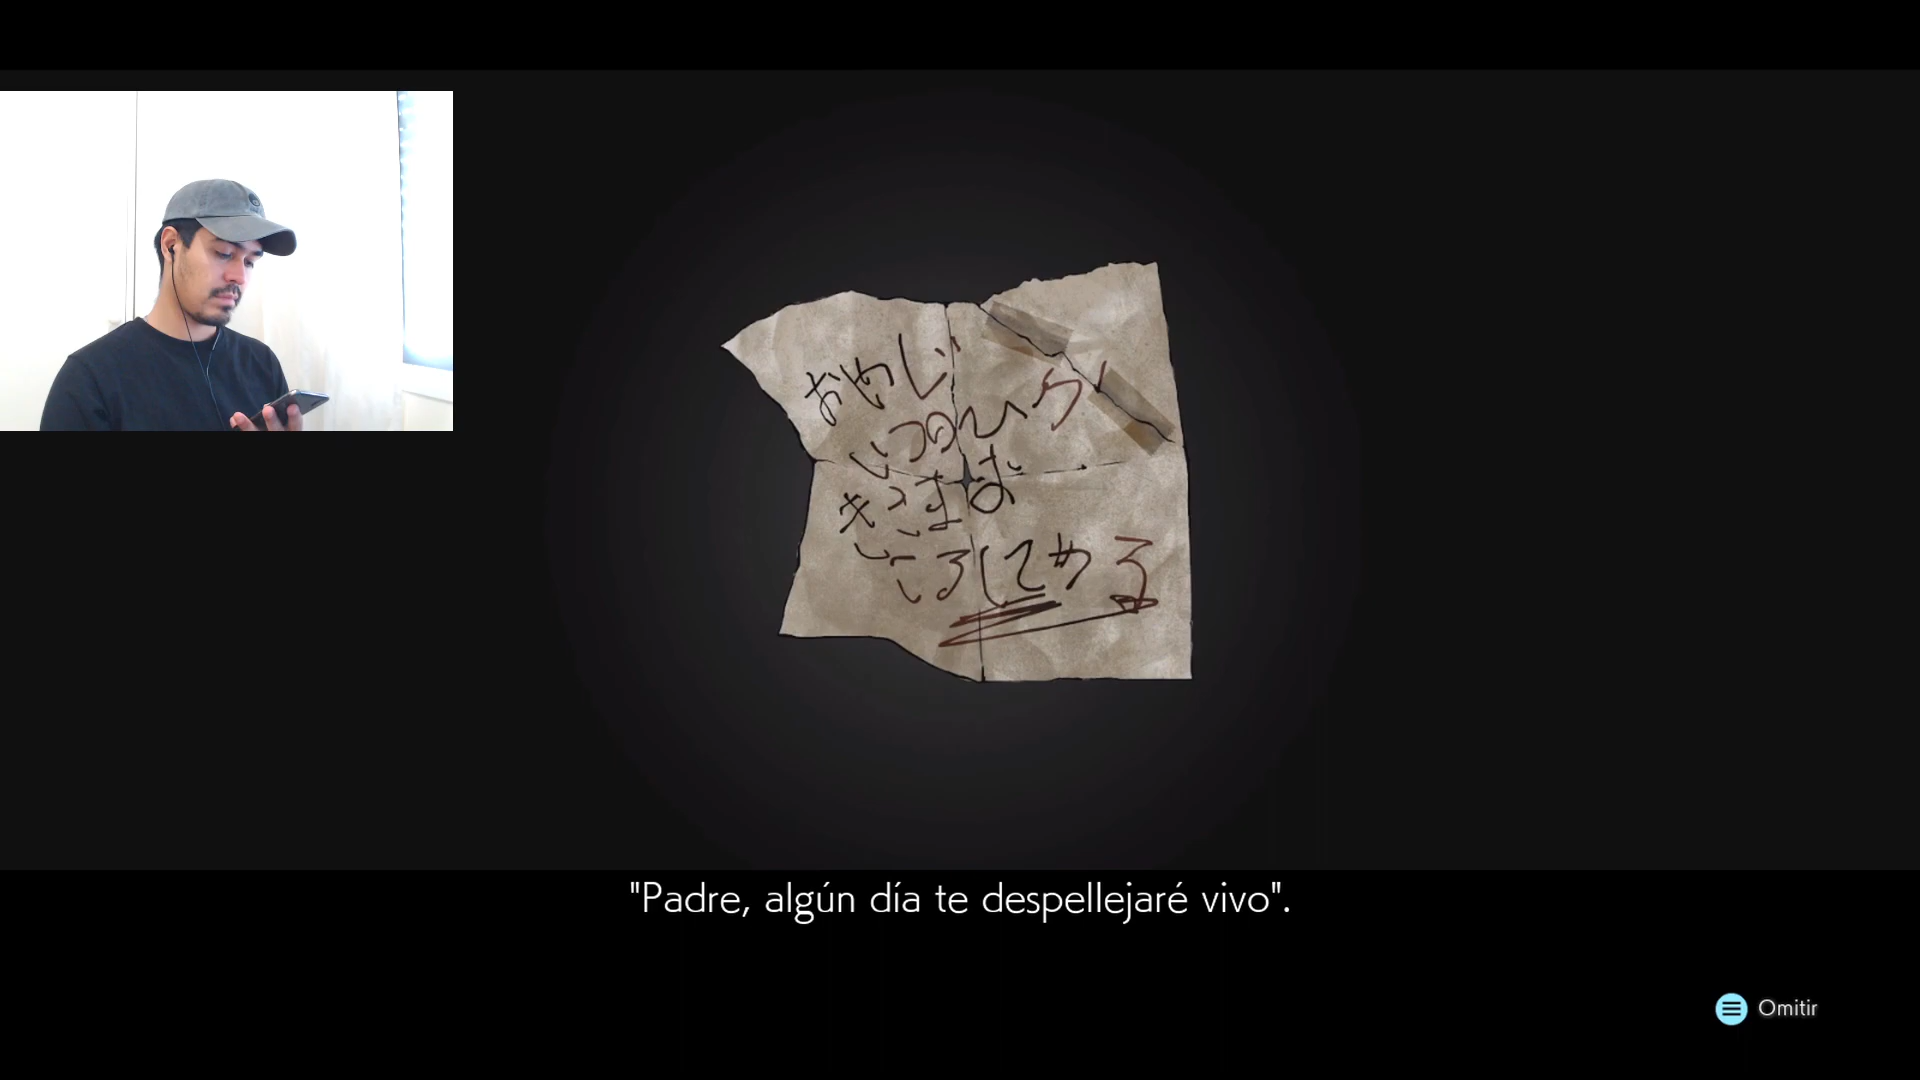 おやじ
いつのひか
きさまを
ころしてやる
"Padre, algún día te despellejaré vivo".
Omitir